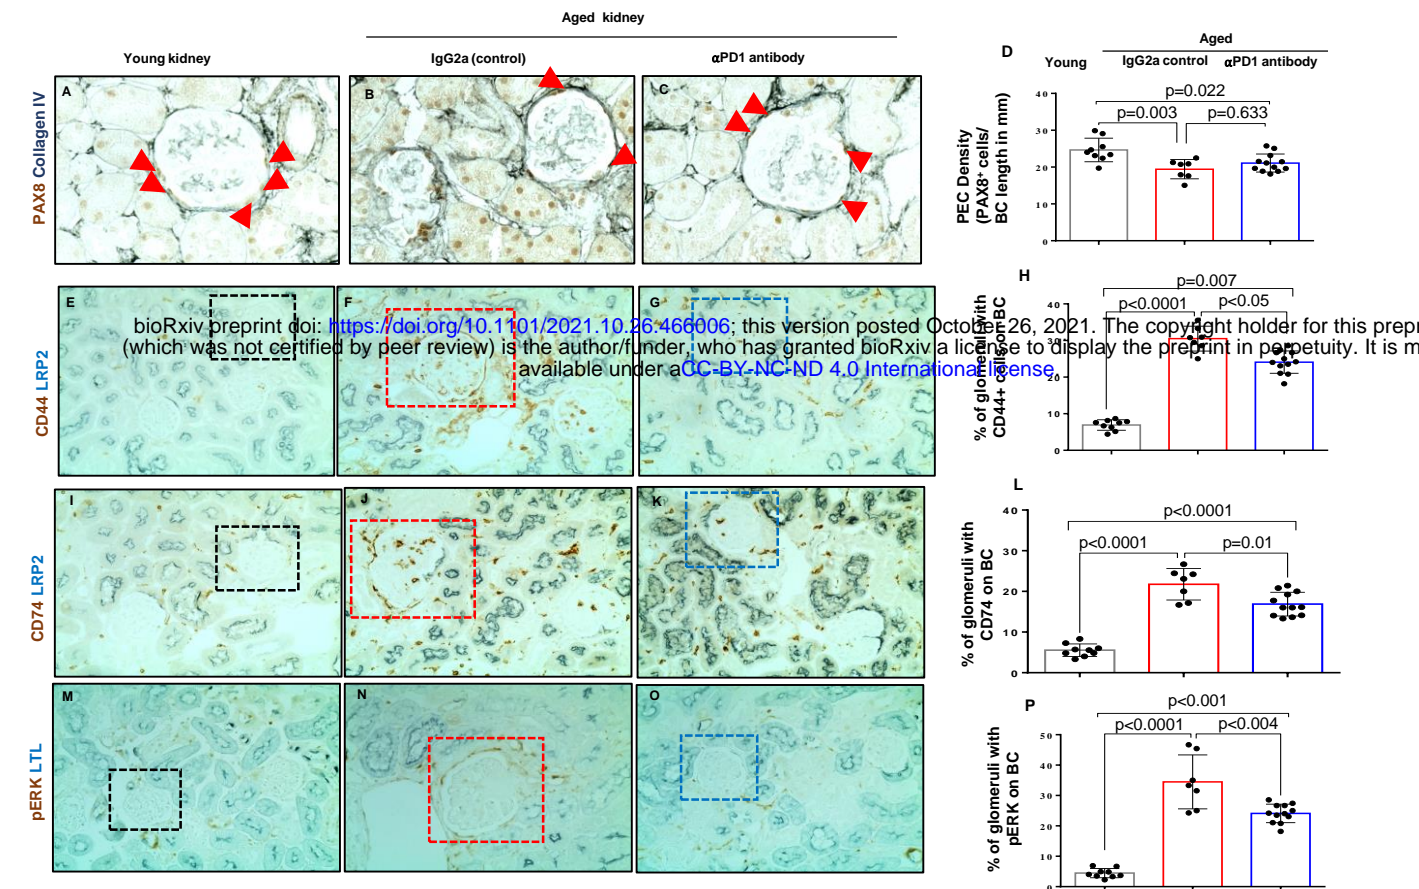 Aged kidney
Young kidney
IgG2a (control)
αPD1 antibody
PAX8 Collagen IV
A
B
C
D
Aged
Young
IgG2a control
αPD1 antibody
PEC Density
(PAX8+ cells/
BC length in mm)
40
30
20
10
0
p=0.022
p=0.003
p=0.633
CD44 LRP2
E
F
G
H
% of glomeruli with
CD44+ cells on BC
40
30
20
10
0
p=0.007
p<0.0001
p<0.05
bioRxiv preprint doi: https://doi.org/10.1101/2021.10.26.466006; this version posted October 26, 2021. The copyright holder for this prepr
(which was not certified by peer review) is the author/funder, who has granted bioRxiv a license to display the preprint in perpetuity. It is m
available under aCC-BY-NC-ND 4.0 International license
CD74 LRP2
I
J
K
L
% of glomeruli with
CD74 on BC
40
30
20
10
0
p<0.0001
p<0.0001
p=0.01
pERK LTL
M
N
O
P
% of glomeruli with
pERK on BC
50
40
30
20
10
0
p<0.001
p<0.0001
p<0.004